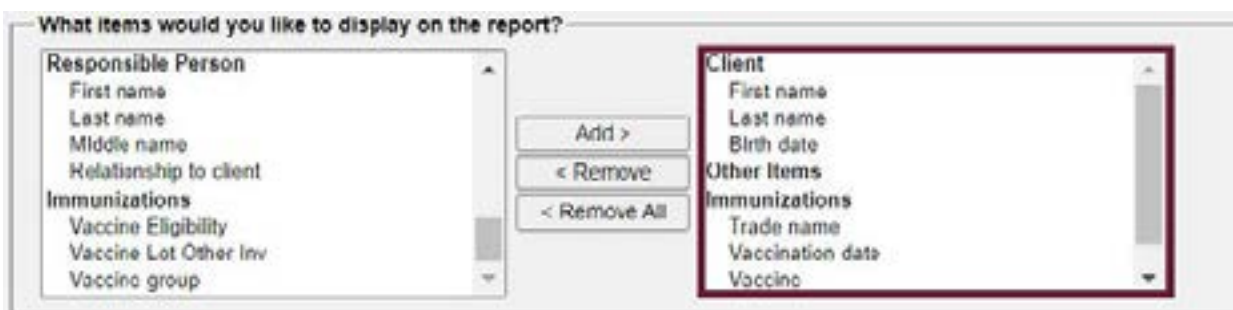 What items would you like to display on the report?
Responsible Person
First name
Last name
Middle name
Relationship to client
Immunizations
Vaccine Eligibility
Vaccine Lot Other Inv
Vaccine group
Add >
< Remove
< Remove All
Client
First name
Last name
Birth date
Other Items
Immunizations
Trade name
Vaccination date
Vaccine